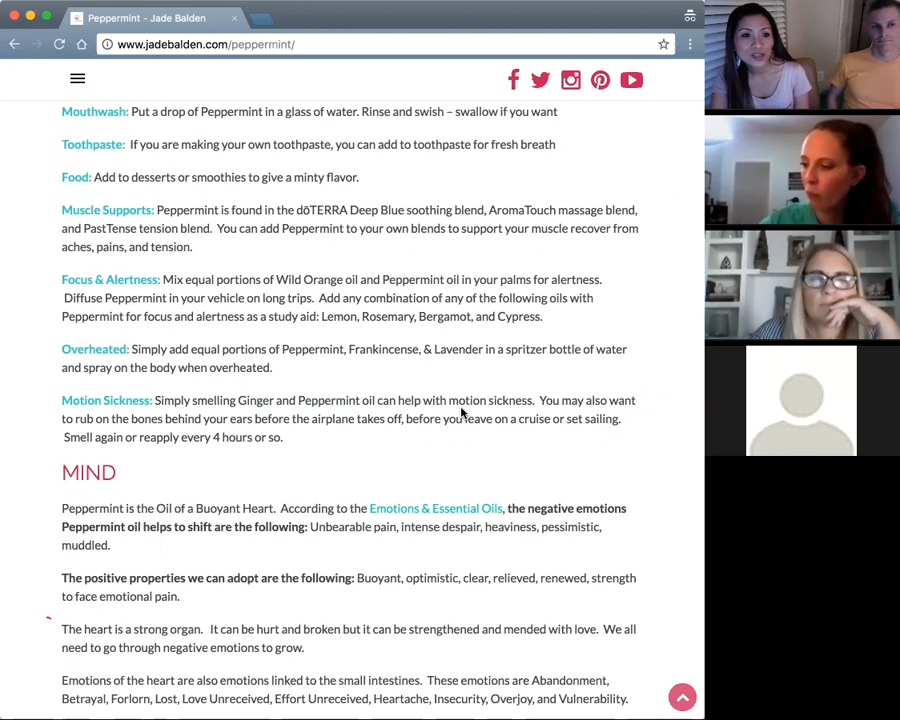 Peppermint - Jade Balden
www.jadebalden.com/peppermint/
Mouthwash: Put a drop of Peppermint in a glass of water. Rinse and swish – swallow if you want
Toothpaste: If you are making your own toothpaste, you can add to toothpaste for fresh breath
Food: Add to desserts or smoothies to give a minty flavor.
Muscle Supports: Peppermint is found in the dōTERRA Deep Blue soothing blend, AromaTouch massage blend,
and PastTense tension blend. You can add Peppermint to your own blends to support your muscle recover from
aches, pains, and tension.
Focus & Alertness: Mix equal portions of Wild Orange oil and Peppermint oil in your palms for alertness.
Diffuse Peppermint in your vehicle on long trips. Add any combination of any of the following oils with
Peppermint for focus and alertness as a study aid: Lemon, Rosemary, Bergamot, and Cypress.
Overheated: Simply add equal portions of Peppermint, Frankincense, & Lavender in a spritzer bottle of water
and spray on the body when overheated.
Motion Sickness: Simply smelling Ginger and Peppermint oil can help with motion sickness. You may also want
to rub on the bones behind your ears before the airplane takes off, before you leave on a cruise or set sailing.
Smell again or reapply every 4 hours or so.
MIND
Peppermint is the Oil of a Buoyant Heart. According to the Emotions & Essential Oils, the negative emotions
Peppermint oil helps to shift are the following: Unbearable pain, intense despair, heaviness, pessimistic,
muddled.
The positive properties we can adopt are the following: Buoyant, optimistic, clear, relieved, renewed, strength
to face emotional pain.
The heart is a strong organ. It can be hurt and broken but it can be strengthened and mended with love. We all
need to go through negative emotions to grow.
Emotions of the heart are also emotions linked to the small intestines. These emotions are Abandonment,
Betrayal, Forlorn, Lost, Love Unreceived, Effort Unreceived, Heartache, Insecurity, Overjoy, and Vulnerability.